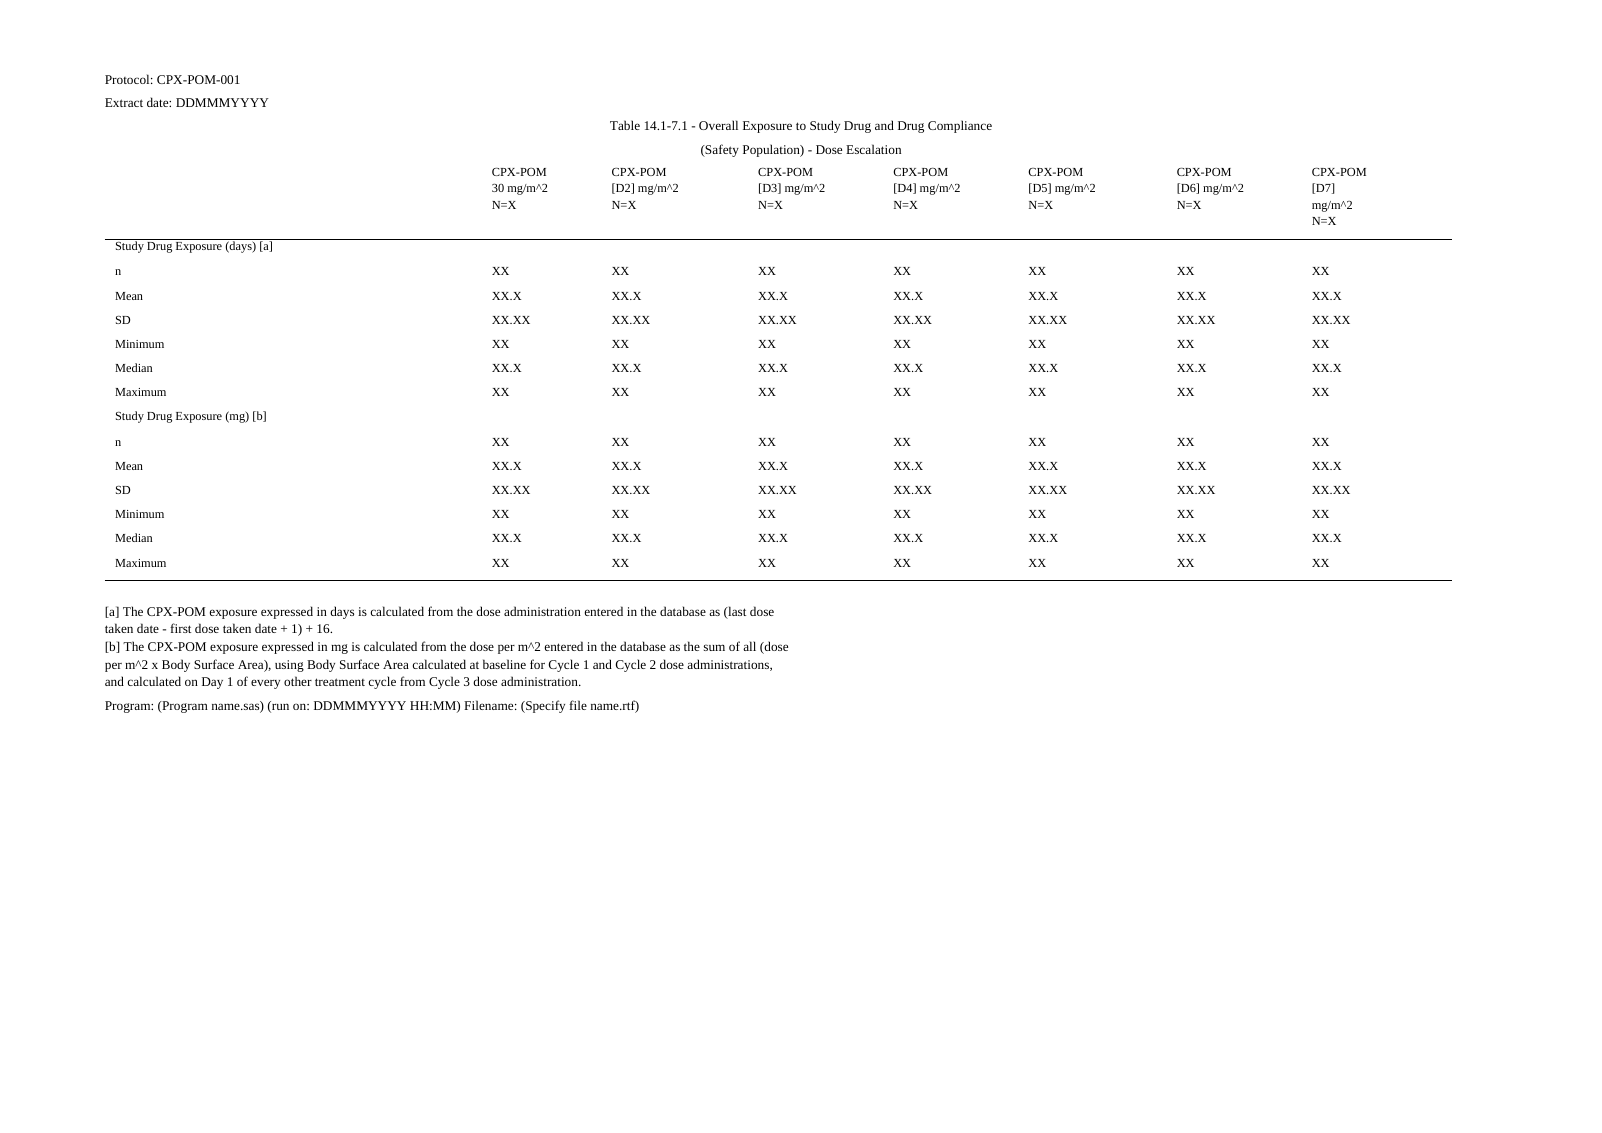 Protocol: CPX-POM-001
Extract date: DDMMMYYYY
Table 14.1-7.1 - Overall Exposure to Study Drug and Drug Compliance
(Safety Population) - Dose Escalation
CPX-POM CPX-POM CPX-POM CPX-POM CPX-POM CPX-POM CPX-POM
30 mg/m^2 [D2] mg/m^2 [D3] mg/m^2 [D4] mg/m^2 [D5] mg/m^2 [D6] mg/m^2 [D7]
N=X N=X N=X N=X N=X N=X mg/m^2
N=X
Study Drug Exposure (days) [a]
n XX XX XX XX XX XX XX
Mean XX.X XX.X XX.X XX.X XX.X XX.X XX.X
SD XX.XX XX.XX XX.XX XX.XX XX.XX XX.XX XX.XX
Minimum XX XX XX XX XX XX XX
Median XX.X XX.X XX.X XX.X XX.X XX.X XX.X
Maximum XX XX XX XX XX XX XX
Study Drug Exposure (mg) [b]
n XX XX XX XX XX XX XX
Mean XX.X XX.X XX.X XX.X XX.X XX.X XX.X
SD XX.XX XX.XX XX.XX XX.XX XX.XX XX.XX XX.XX
Minimum XX XX XX XX XX XX XX
Median XX.X XX.X XX.X XX.X XX.X XX.X XX.X
Maximum XX XX XX XX XX XX XX
[a] The CPX-POM exposure expressed in days is calculated from the dose administration entered in the database as (last dose
taken date - first dose taken date + 1) + 16.
[b] The CPX-POM exposure expressed in mg is calculated from the dose per m^2 entered in the database as the sum of all (dose
per m^2 x Body Surface Area), using Body Surface Area calculated at baseline for Cycle 1 and Cycle 2 dose administrations,
and calculated on Day 1 of every other treatment cycle from Cycle 3 dose administration.
Program: (Program name.sas) (run on: DDMMMYYYY HH:MM) Filename: (Specify file name.rtf)